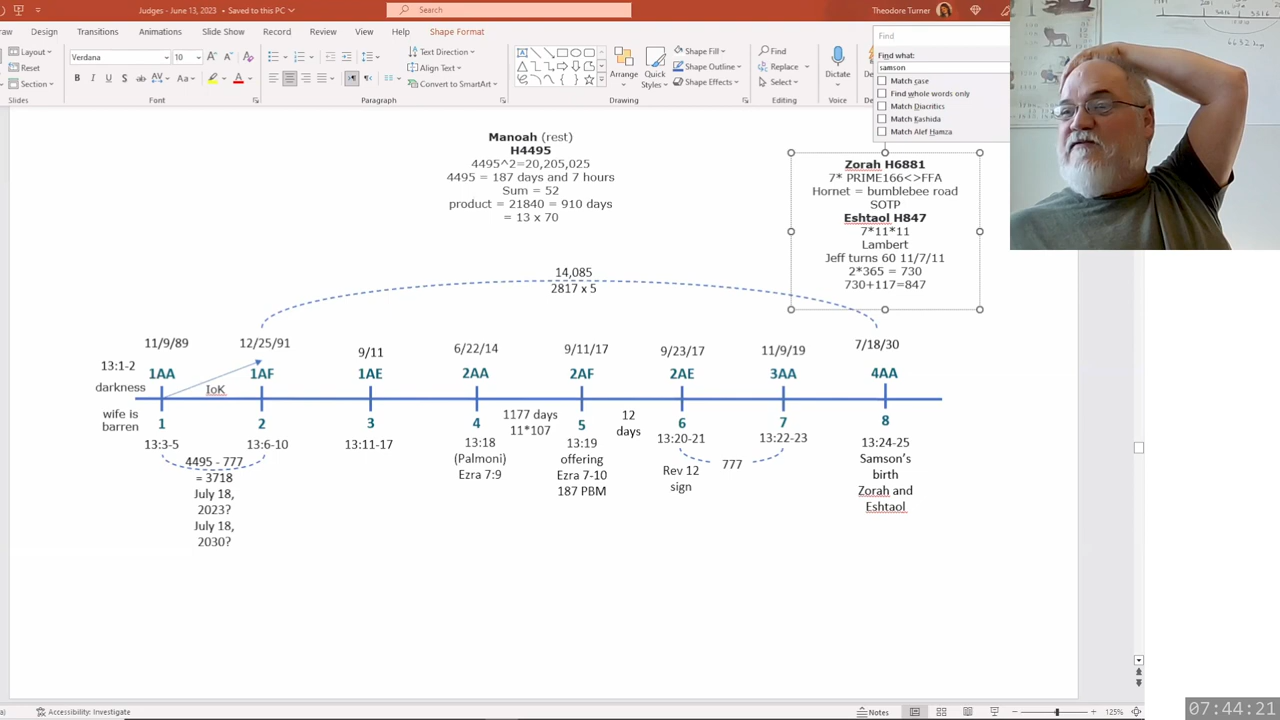 Judges - June 13, 2023 • Saved to this PC
Search
Theodore Turner
Design Transitions Animations Slide Show Record Review View Help Shape Format
Layout
Reset
Section
Slides
Verdana
10
B I U S
Font
Paragraph
Text Direction
Align Text
Convert to SmartArt
Arrange
Quick
Styles
Shape Fill
Shape Outline
Shape Effects
Drawing
Find
Replace
Select
Editing
Dictate
Find
Find what:
samson
Match case
Find whole words only
Match Diacritics
Match Kashida
Match Alef Hamza
Manoah (rest)
H4495
4495^2=20,205,025
4495 = 187 days and 7 hours
Sum = 52
product = 21840 = 910 days
= 13 x 70
Zorah H6881
7* PRIME166<>FFA
Hornet = bumblebee road
SOTP
Eshtaol H847
7*11*11
Lambert
Jeff turns 60 11/7/11
2*365 = 730
730+117=847
14,085
2817 x 5
11/9/89
12/25/91
9/11
6/22/14
9/11/17
9/23/17
11/9/19
7/18/30
13:1-2
darkness
wife is
barren
1AA
1AF
1AE
2AA
2AF
2AE
3AA
4AA
IoK
1
2
3
4
5
6
7
8
1177 days
11*107
12
days
13:3-5
13:6-10
13:11-17
13:18
(Palmoni)
Ezra 7:9
13:19
offering
Ezra 7-10
187 PBM
13:20-21
Rev 12
sign
777
13:22-23
13:24-25
Samson's
birth
Zorah and
Eshtaol
4495 - 777
= 3718
July 18,
2023?
July 18,
2030?
Accessibility: Investigate
Notes
125%
07:44:21